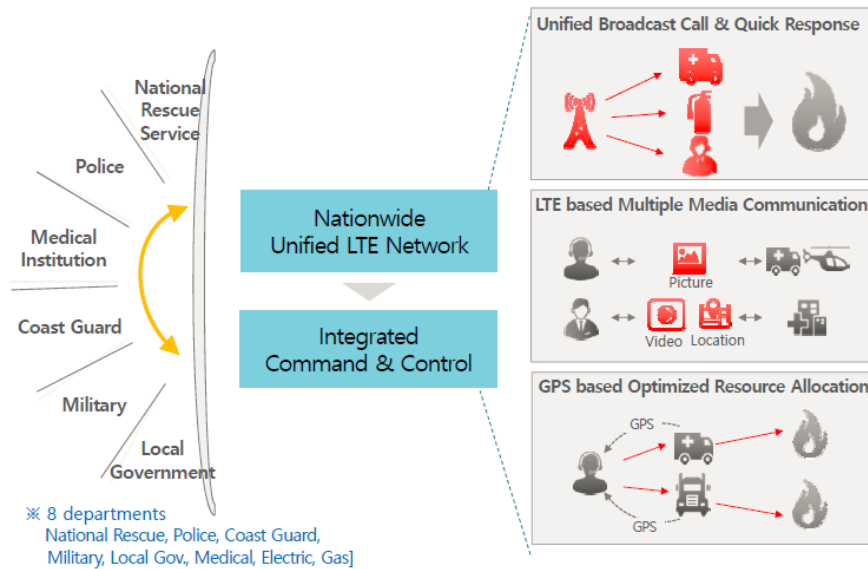 National
Rescue
Service
Police
Medical
Institution
Coast Guard
Military
Local
Government
※ 8 departments
National Rescue, Police, Coast Guard,
Military, Local Gov., Medical, Electric, Gas]
Nationwide
Unified LTE Network
Integrated
Command & Control
Unified Broadcast Call & Quick Response
LTE based Multiple Media Communication
Picture
Video
Location
GPS based Optimized Resource Allocation
GPS
GPS